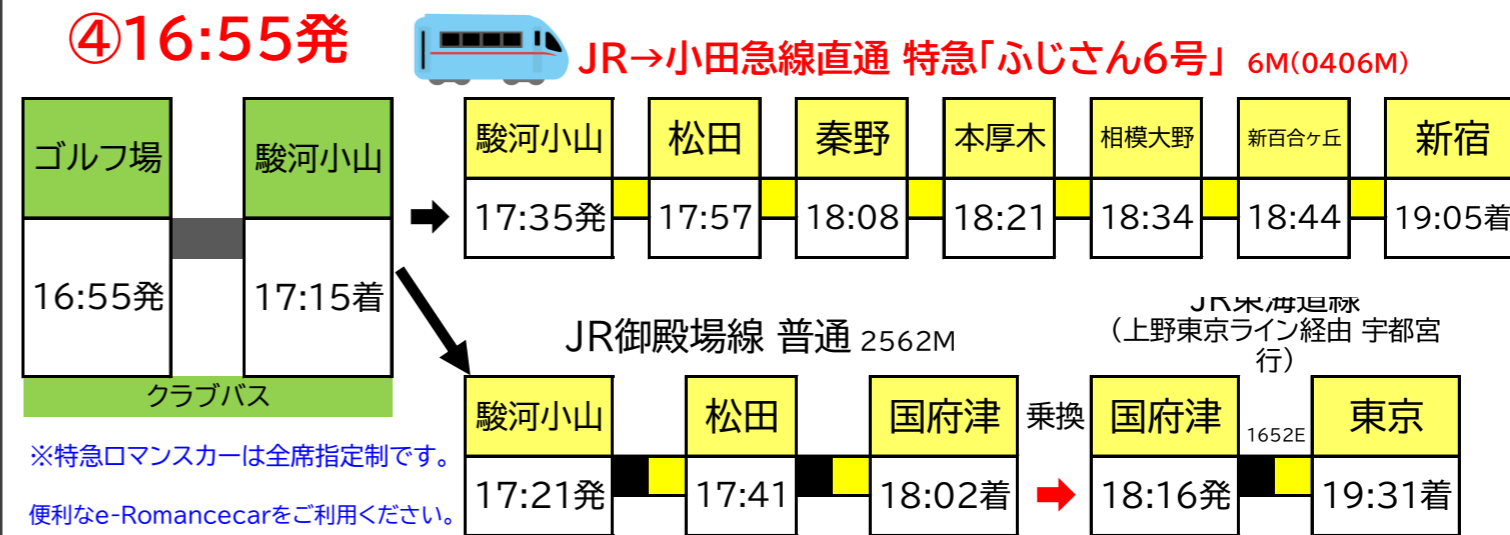 ④16:55発
JR→小田急線直通 特急「ふじさん6号」 6M(0406M)
ゴルフ場 駿河小山
16:55発 17:15着
クラブバス
駿河小山 松田 秦野 本厚木 相模大野 新百合ヶ丘 新宿
17:35発 17:57 18:08 18:21 18:34 18:44 19:05着
JR御殿場線 普通 2562M
JR東海道線
（上野東京ライン経由 宇都宮
行）
駿河小山 松田 国府津 乗換 国府津 1652E 東京
17:21発 17:41 18:02着 18:16発 19:31着
※特急ロマンスカーは全席指定制です。
便利なe-Romancecarをご利用ください。